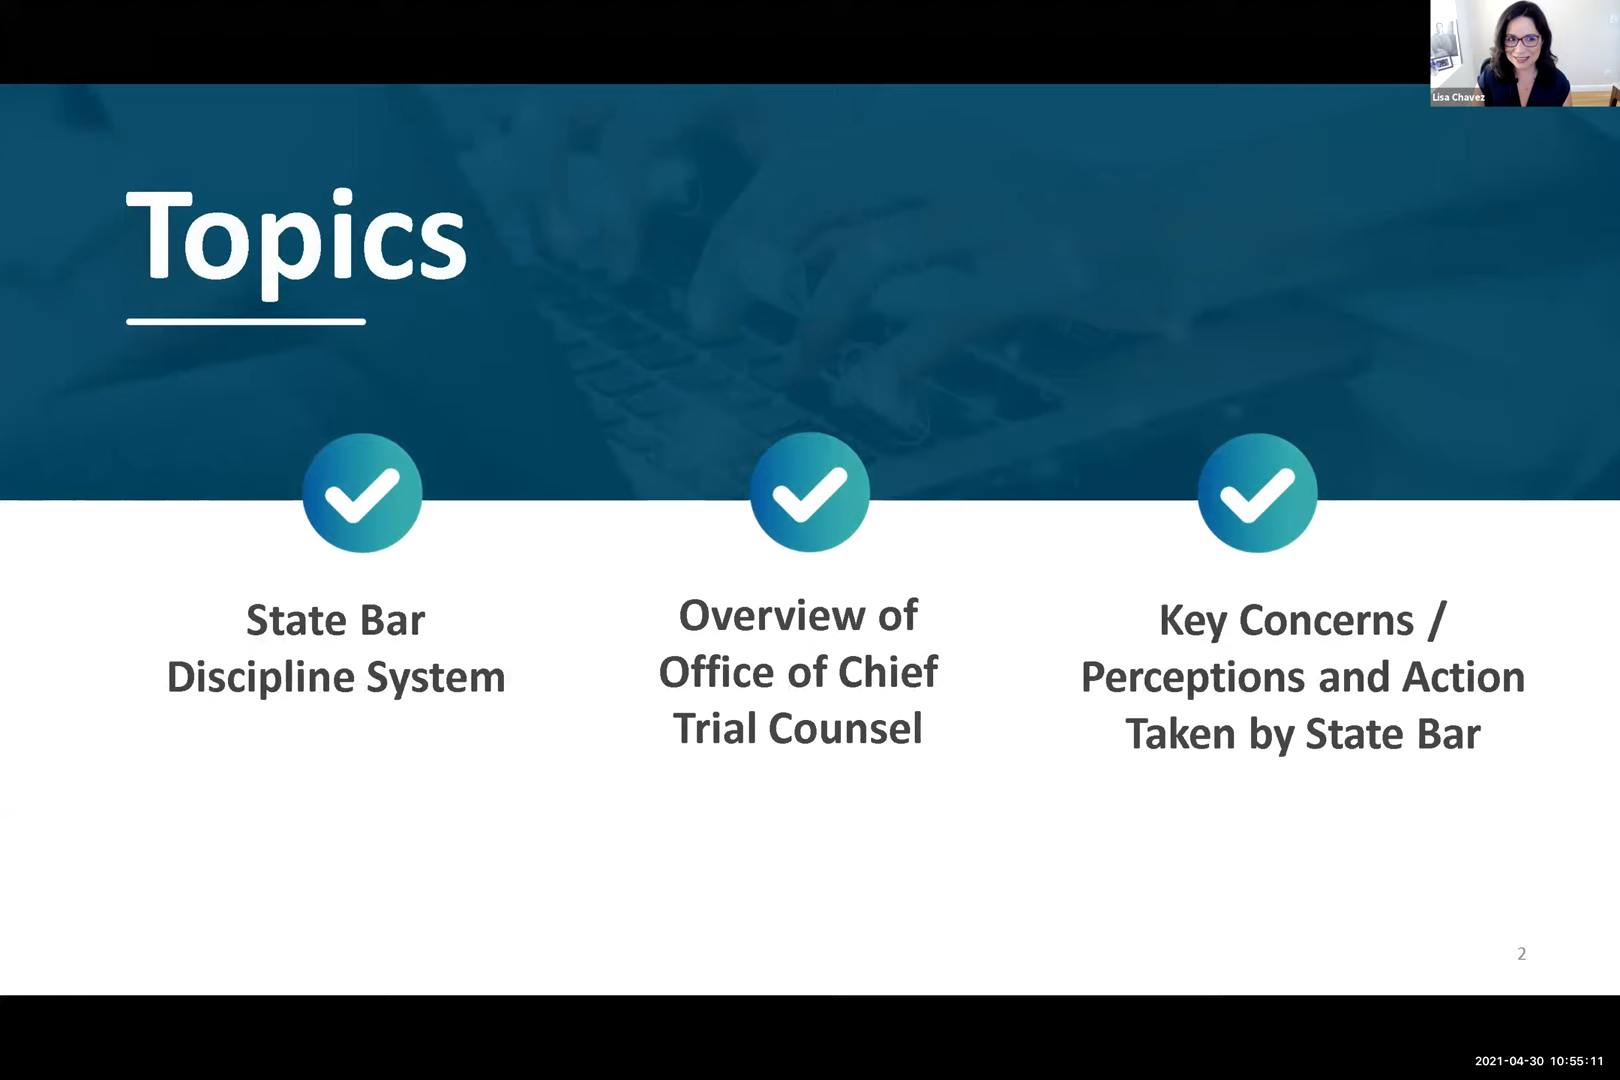 Lisa Chavez
Topics
State Bar
Discipline System
Overview of
Office of Chief
Trial Counsel
Key Concerns /
Perceptions and Action
Taken by State Bar
2
2021-04-30 10:55:11